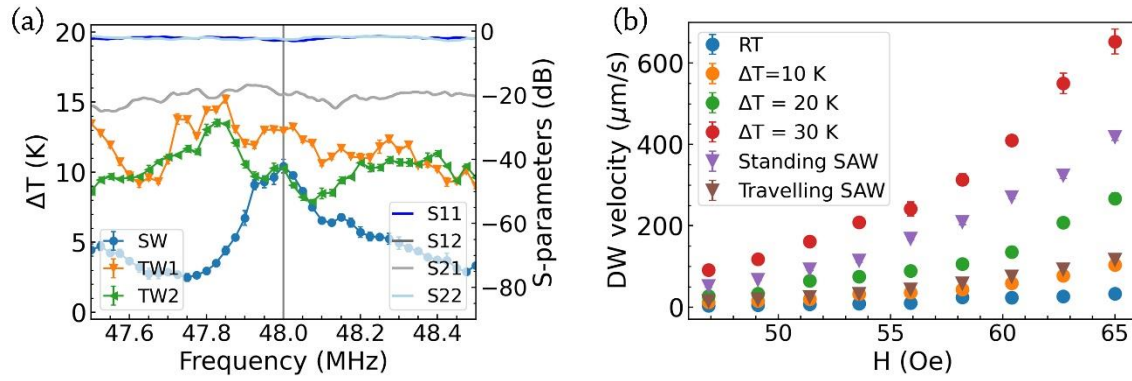 (a)
20
15
10
5
0
ΔT (K)
SW
TW1
TW2
S11
S12
S21
S22
0
−20
−40
−60
−80
S-parameters (dB)
47.6 47.8 48.0 48.2 48.4
Frequency (MHz)
(b)
600
400
200
0
DW velocity (μm/s)
RT
ΔT=10 K
ΔT = 20 K
ΔT = 30 K
Standing SAW
Travelling SAW
50 55 60 65
H (Oe)